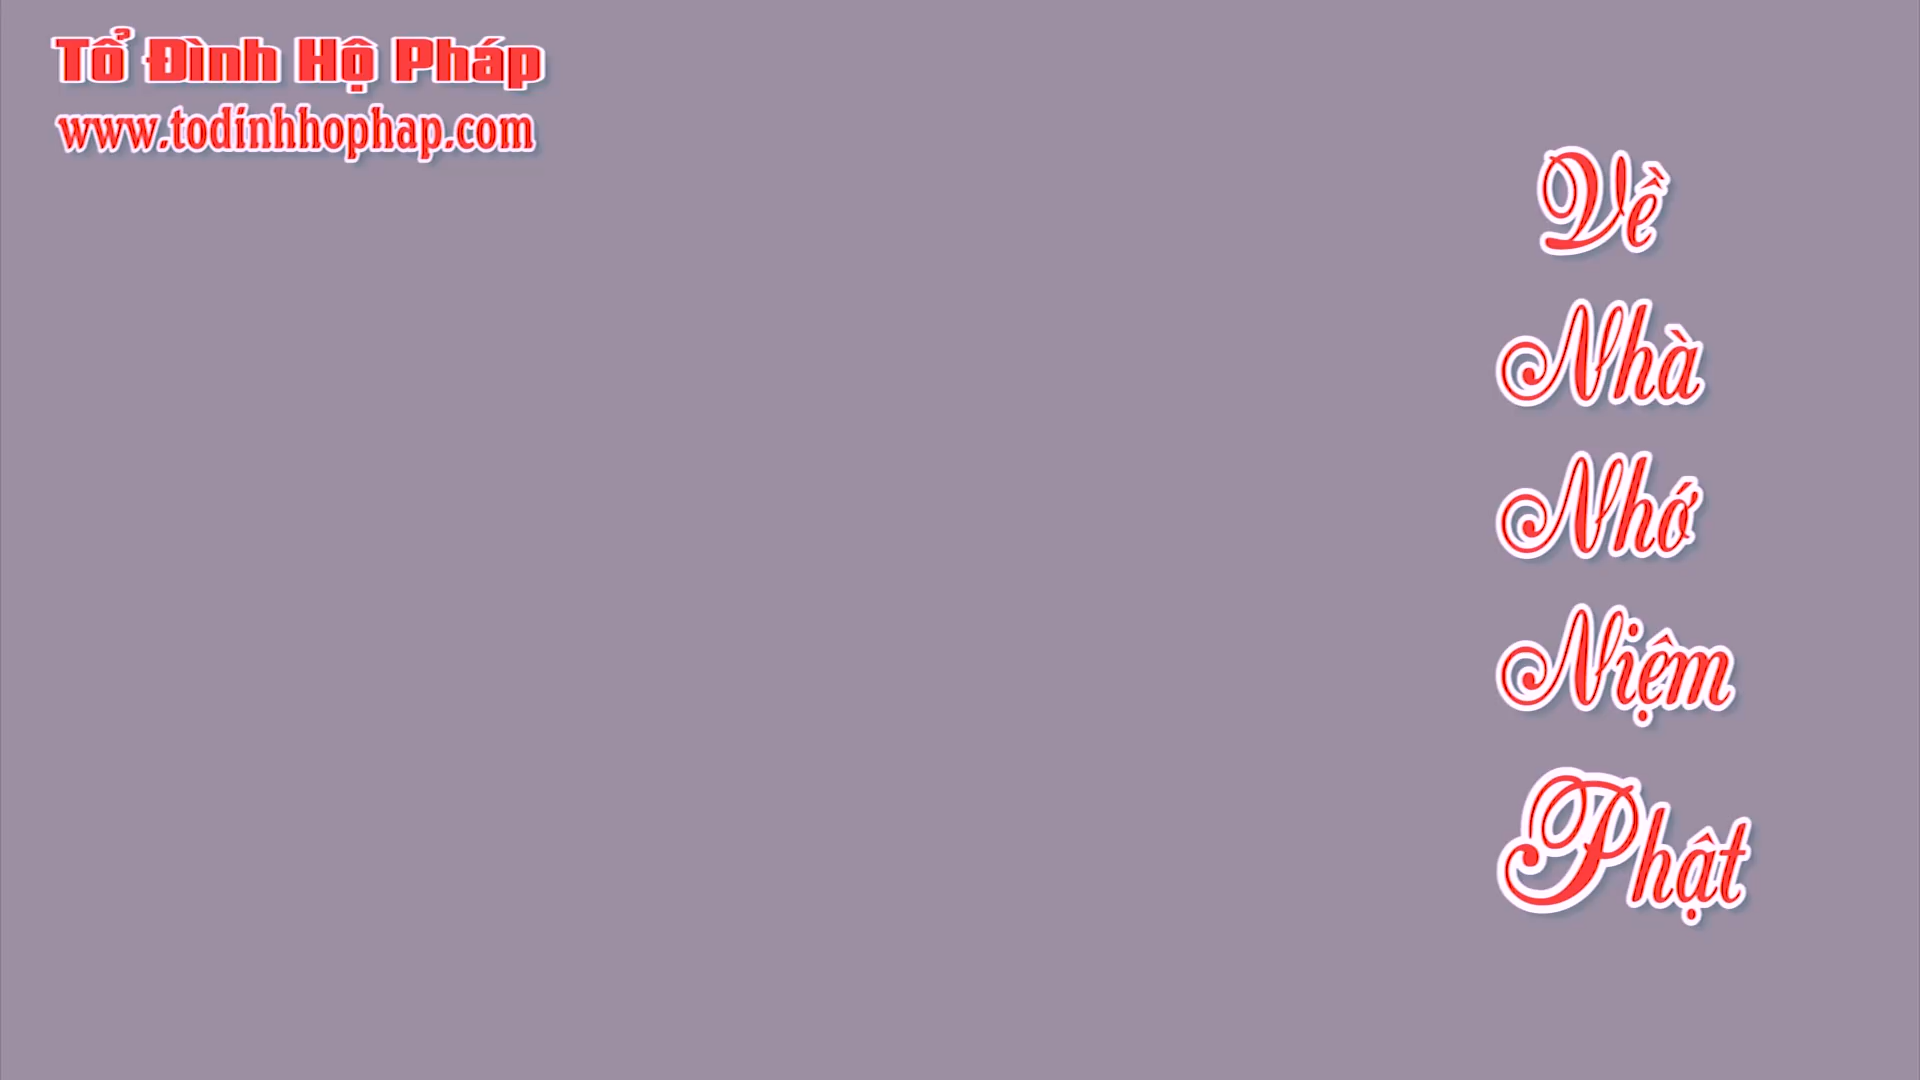 Tổ Đình Hộ Pháp
www.todinhhophap.com
Về
Nhà
Nhớ
Niệm
Phật